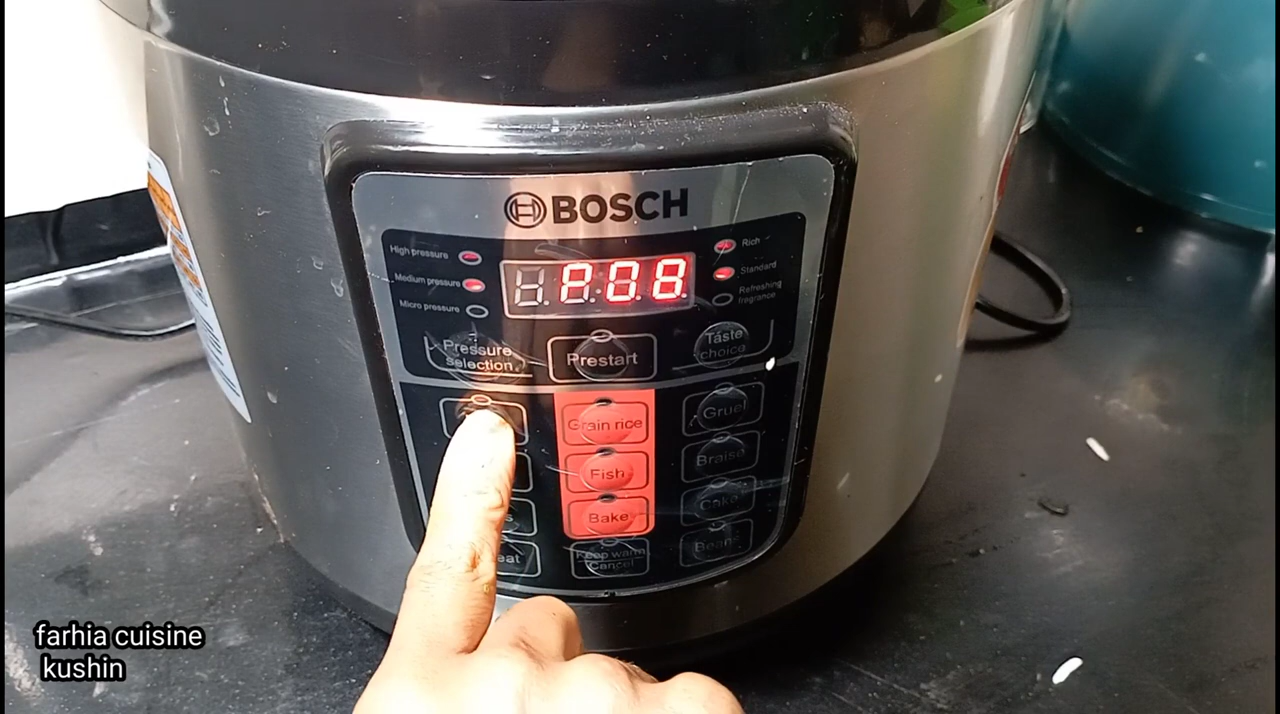 BOSCH
High pressure
Medium pressure
Micro pressure
P08
Rich
Standard
Refreshing
fragrance
Pressure
selection
Prestart
Taste
choice
Grain rice
Gruel
Fish
Braise
Bake
Cake
Keep warm
Cancel
Beans
farhia cuisine
kushin